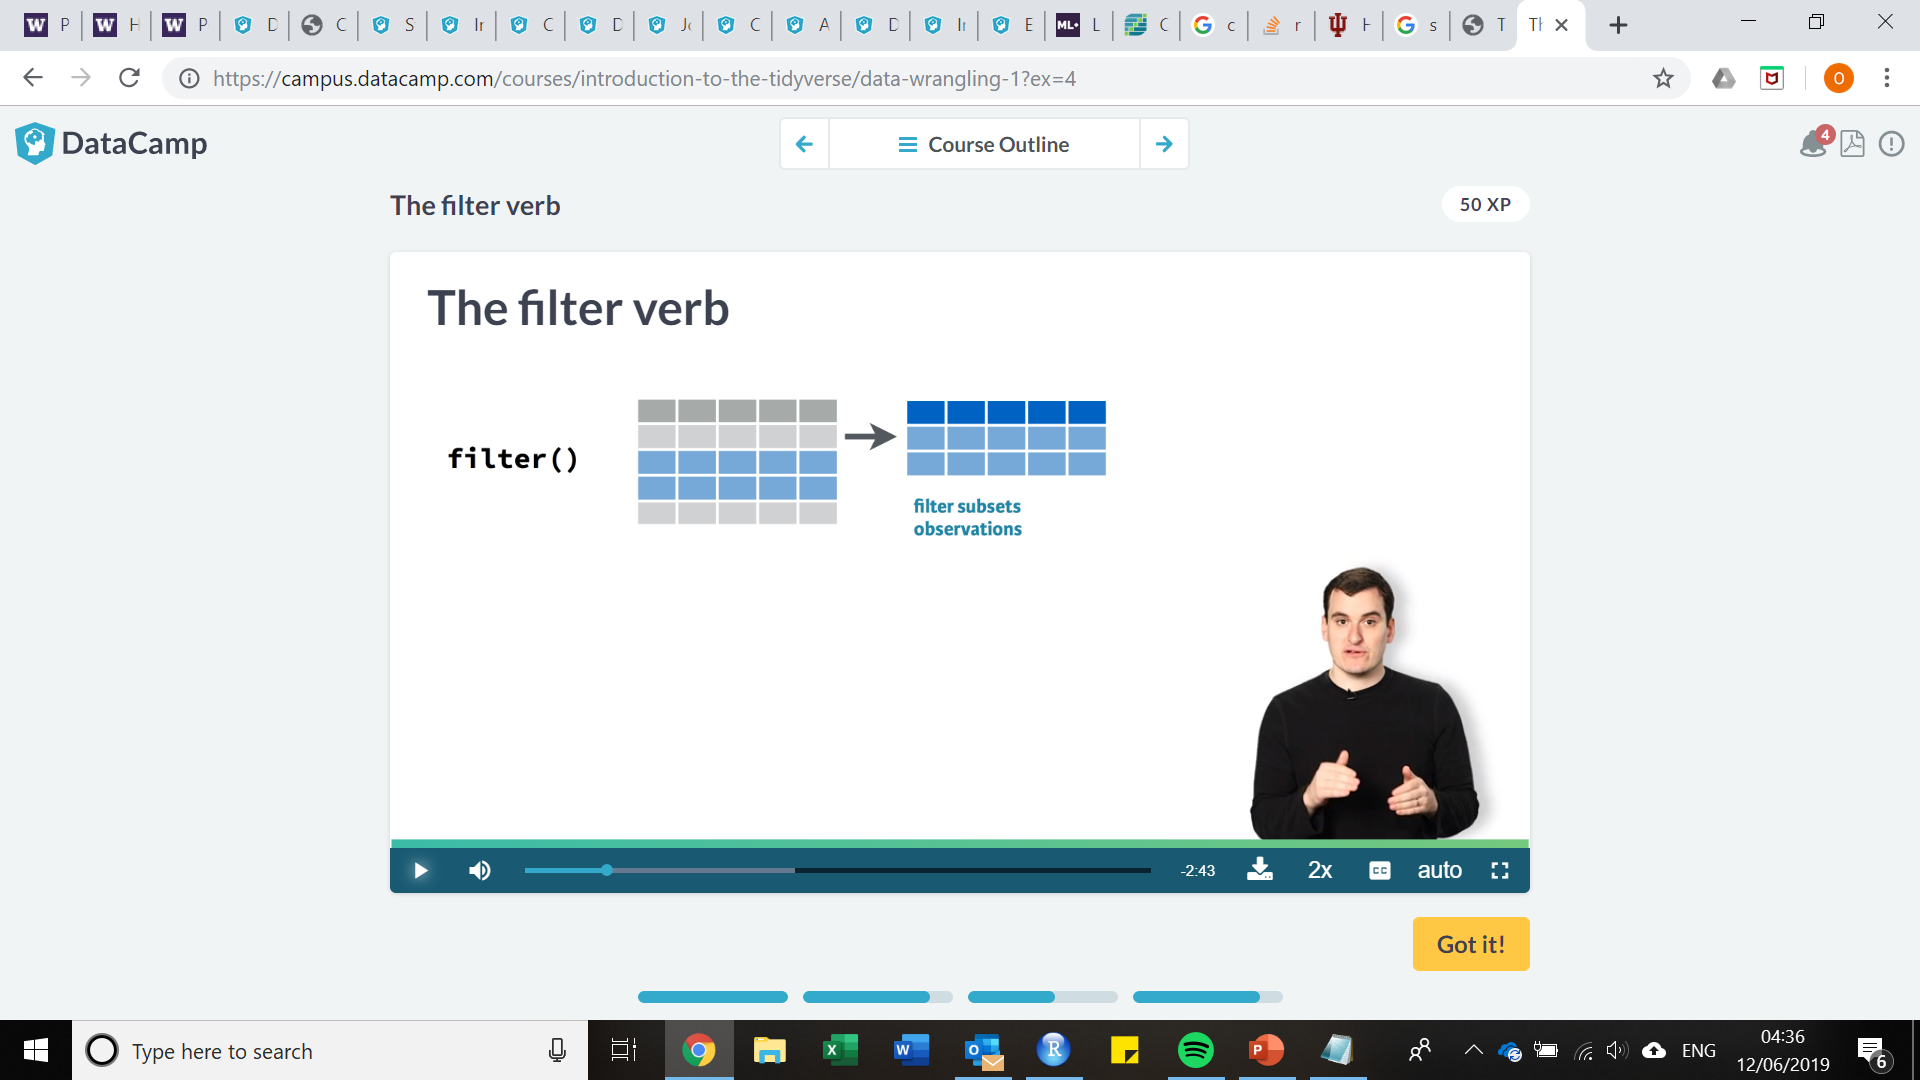 P
H
P
D
C
S
C
D
C
A
D
E
ML+ L
C
G c
r
G s
T
https://campus.datacamp.com/courses/introduction-to-the-tidyverse/data-wrangling-1?ex=4
O
DataCamp
Course Outline
4
The filter verb
50 XP
The filter verb
filter()
filter subsets
observations
-2:43
2x
CC
auto
Got it!
Type here to search
ENG
04:36
12/06/2019
6